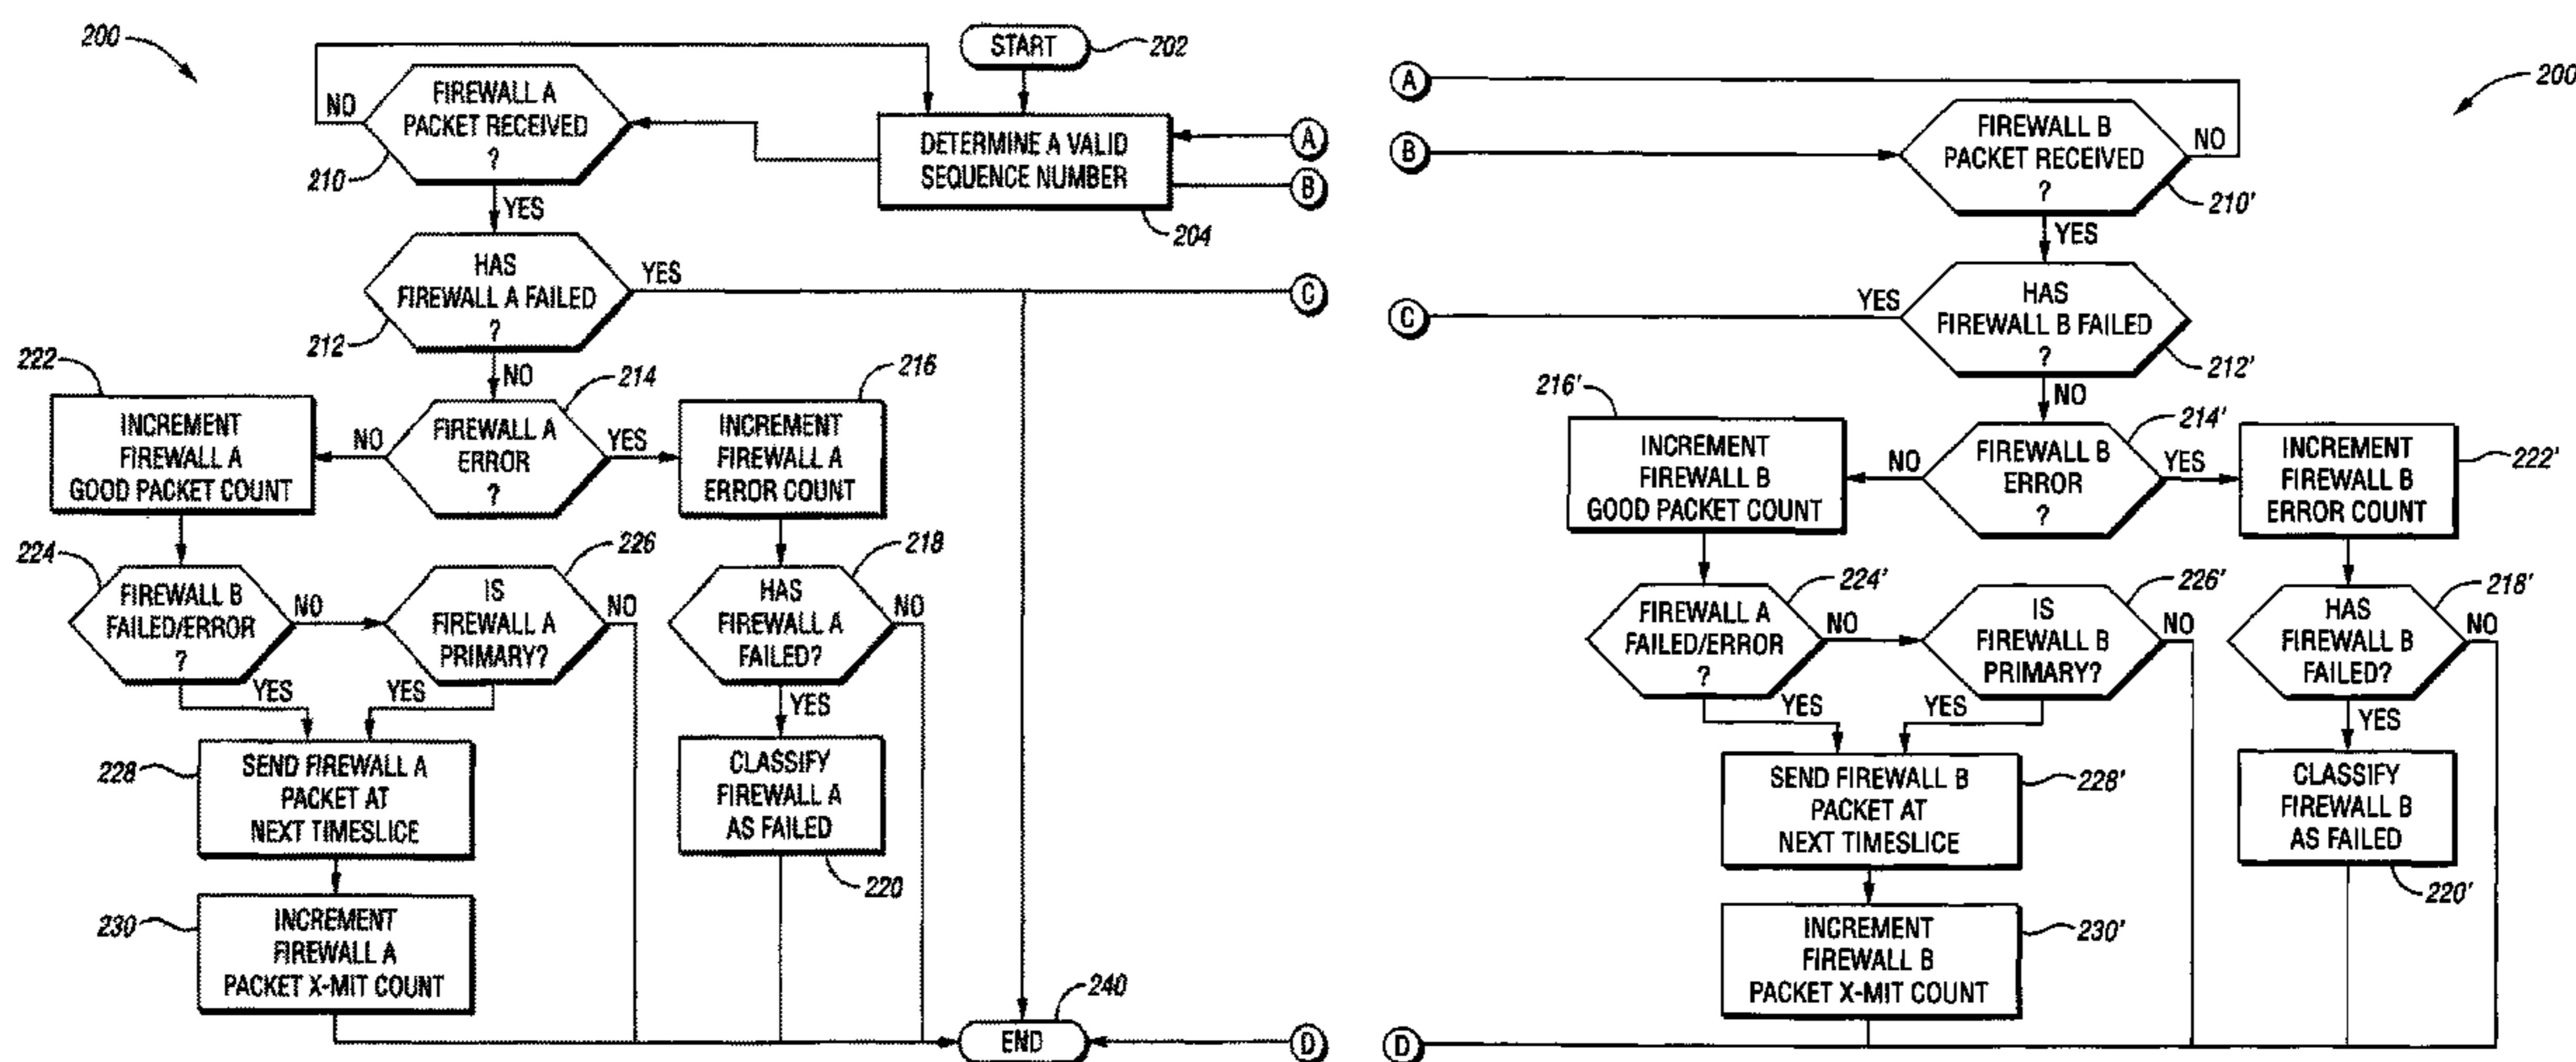 200
START
202
FIREWALL A
PACKET RECEIVED
?
NO
210
YES
DETERMINE A VALID
SEQUENCE NUMBER
204
A
B
HAS
FIREWALL A FAILED
?
YES
C
212
NO
222
INCREMENT
FIREWALL A
GOOD PACKET COUNT
NO
214
FIREWALL A
ERROR
?
YES
216
INCREMENT
FIREWALL A
ERROR COUNT
224
FIREWALL B
FAILED/ERROR
?
NO
YES
226
IS
FIREWALL A
PRIMARY?
NO
YES
218
HAS
FIREWALL A
FAILED?
NO
YES
228
SEND FIREWALL A
PACKET AT
NEXT TIMESLICE
CLASSIFY
FIREWALL A
AS FAILED
220
230
INCREMENT
FIREWALL A
PACKET X-MIT COUNT
240
END
D
200
A
B
FIREWALL B
PACKET RECEIVED
?
NO
210'
YES
C
YES
HAS
FIREWALL B FAILED
?
212'
NO
216'
INCREMENT
FIREWALL B
GOOD PACKET COUNT
NO
214'
FIREWALL B
ERROR
?
YES
INCREMENT
FIREWALL B
ERROR COUNT
222'
224'
FIREWALL A
FAILED/ERROR
?
NO
YES
226'
IS
FIREWALL B
PRIMARY?
NO
YES
218'
HAS
FIREWALL B
FAILED?
NO
YES
SEND FIREWALL B
PACKET AT
NEXT TIMESLICE
228'
CLASSIFY
FIREWALL B
AS FAILED
220'
INCREMENT
FIREWALL B
PACKET X-MIT COUNT
230'
D